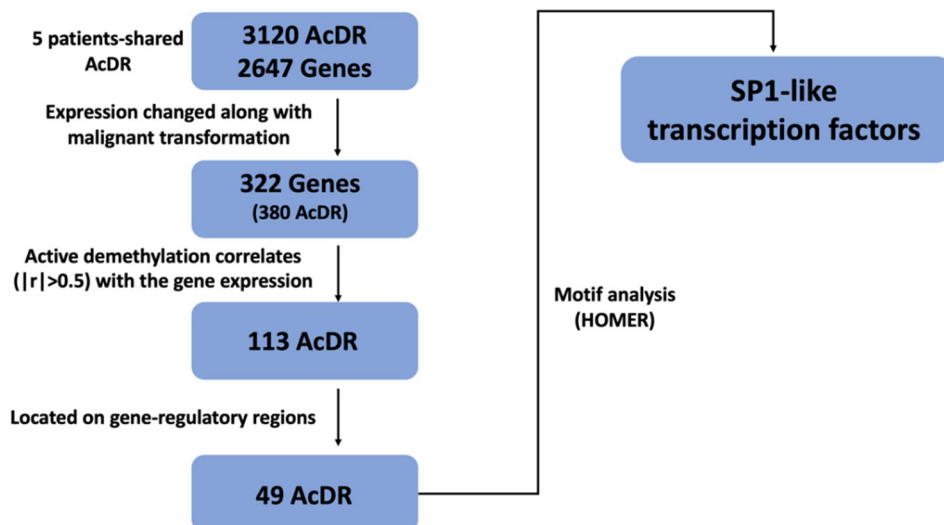 5 patients-shared
AcDR
3120 AcDR
2647 Genes
Expression changed along with
malignant transformation
322 Genes
(380 AcDR)
Active demethylation correlates
(|r|>0.5) with the gene expression
113 AcDR
Located on gene-regulatory regions
49 AcDR
Motif analysis
(HOMER)
SP1-like
transcription factors